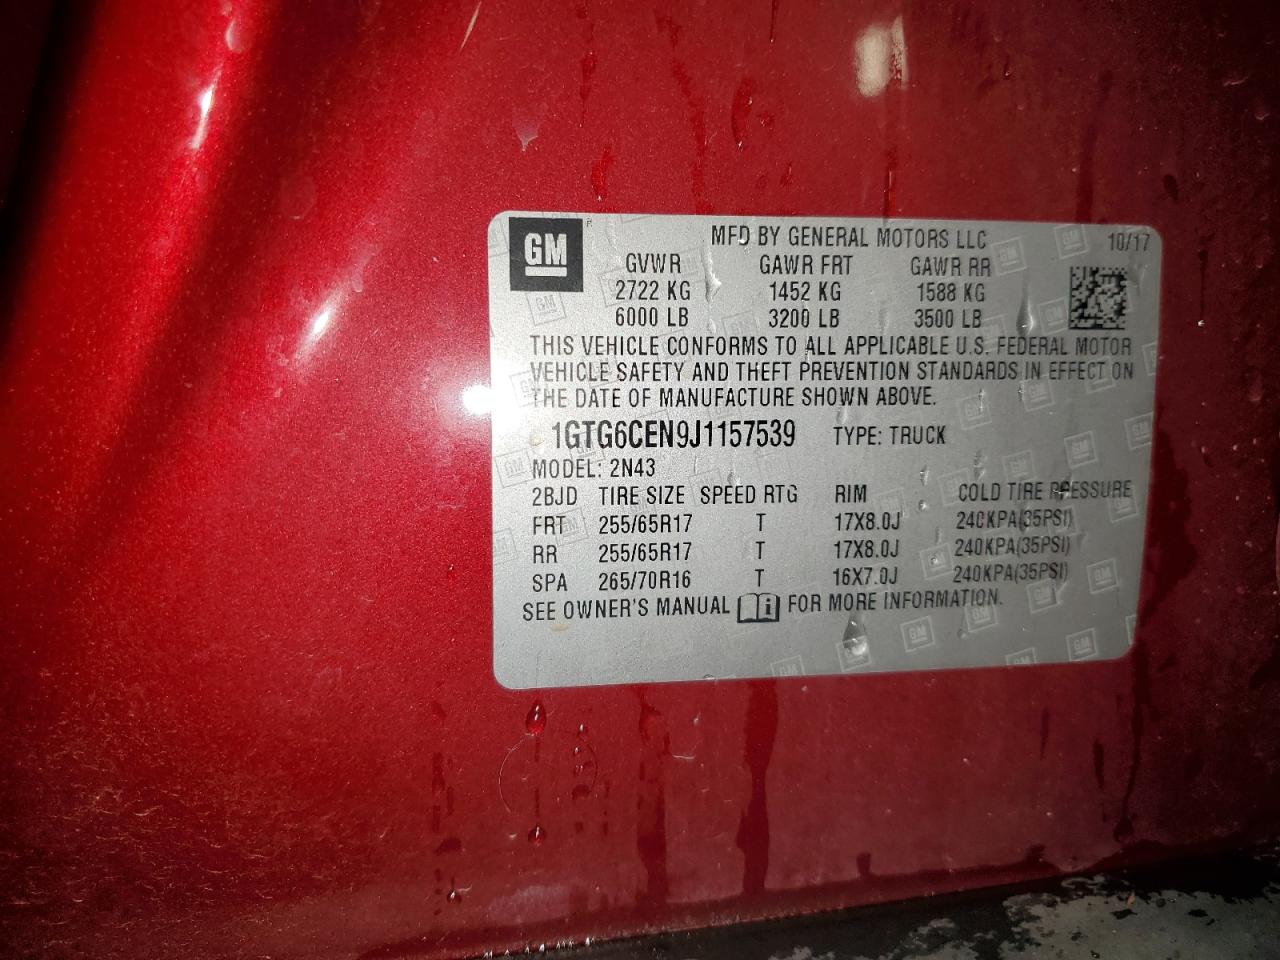 GM
MFD BY GENERAL MOTORS LLC 10/17
GVWR GAWR FRT GAWR RR
2722 KG 1452 KG 1588 KG
6000 LB 3200 LB 3500 LB
THIS VEHICLE CONFORMS TO ALL APPLICABLE U.S. FEDERAL MOTOR
VEHICLE SAFETY AND THEFT PREVENTION STANDARDS IN EFFECT ON
THE DATE OF MANUFACTURE SHOWN ABOVE.
1GTG6CEN9J1157539 TYPE: TRUCK
MODEL: 2N43
2BJD TIRE SIZE SPEED RTG RIM COLD TIRE PRESSURE
FRT 255/65R17 T 17X8.0J 240KPA(35PSI)
RR 255/65R17 T 17X8.0J 240KPA(35PSI)
SPA 265/70R16 T 16X7.0J 240KPA(35PSI)
SEE OWNER'S MANUAL FOR MORE INFORMATION.